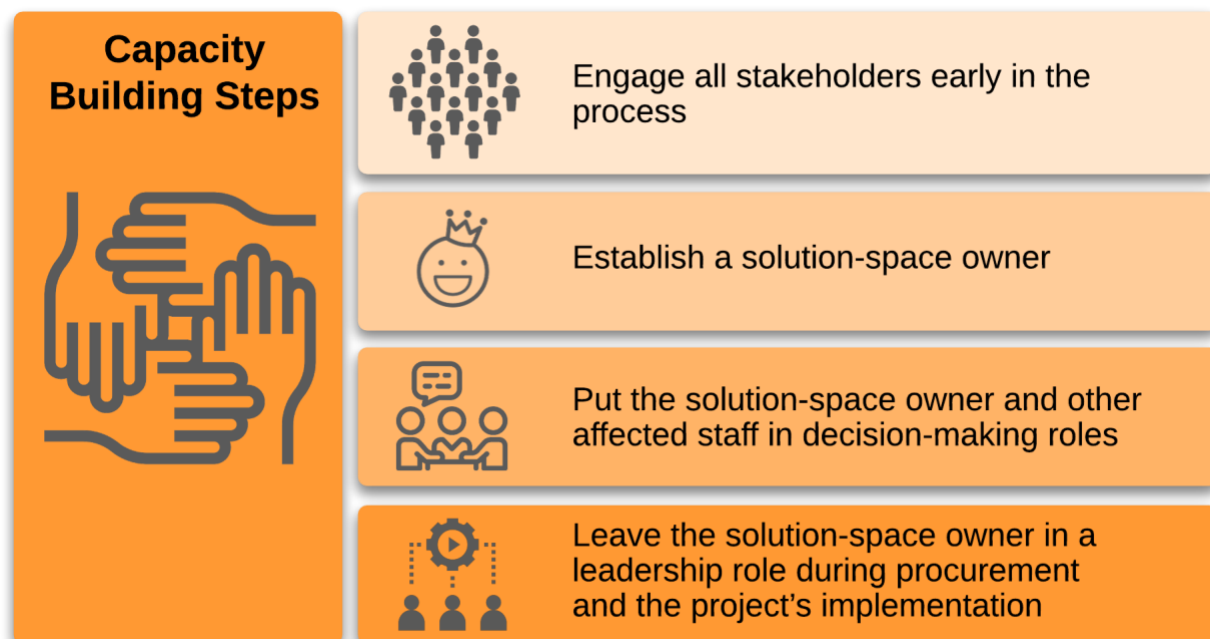 Capacity
Building Steps
Engage all stakeholders early in the
process
Establish a solution-space owner
Put the solution-space owner and other
affected staff in decision-making roles
Leave the solution-space owner in a
leadership role during procurement
and the project’s implementation